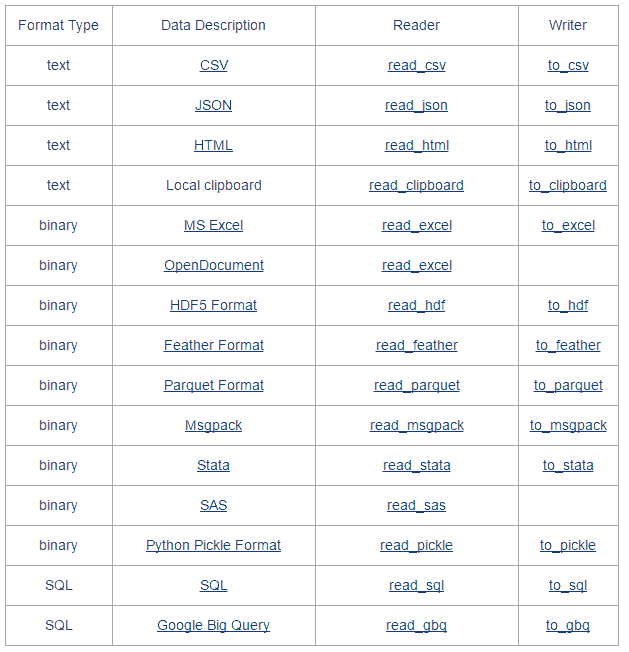 Format Type Data Description Reader Writer
text CSV read_csv to_csv
text JSON read_json to_json
text HTML read_html to_html
text Local clipboard read_clipboard to_clipboard
binary MS Excel read_excel to_excel
binary OpenDocument read_excel
binary HDF5 Format read_hdf to_hdf
binary Feather Format read_feather to_feather
binary Parquet Format read_parquet to_parquet
binary Msgpack read_msgpack to_msgpack
binary Stata read_stata to_stata
binary SAS read_sas
binary Python Pickle Format read_pickle to_pickle
SQL SQL read_sql to_sql
SQL Google Big Query read_gbq to_gbq